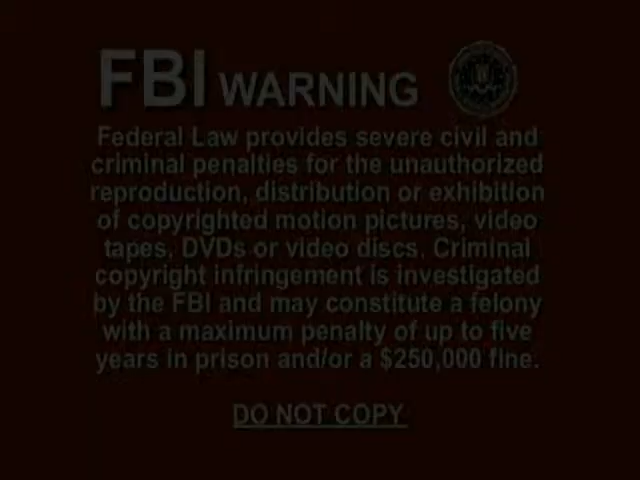 FBI WARNING
Federal Law provides severe civil and
criminal penalties for the unauthorized
reproduction, distribution or exhibition
of copyrighted motion pictures, video
tapes, DVDs or video discs. Criminal
copyright infringement is investigated
by the FBI and may constitute a felony
with a maximum penalty of up to five
years in prison and/or a $250,000 fine.
DO NOT COPY